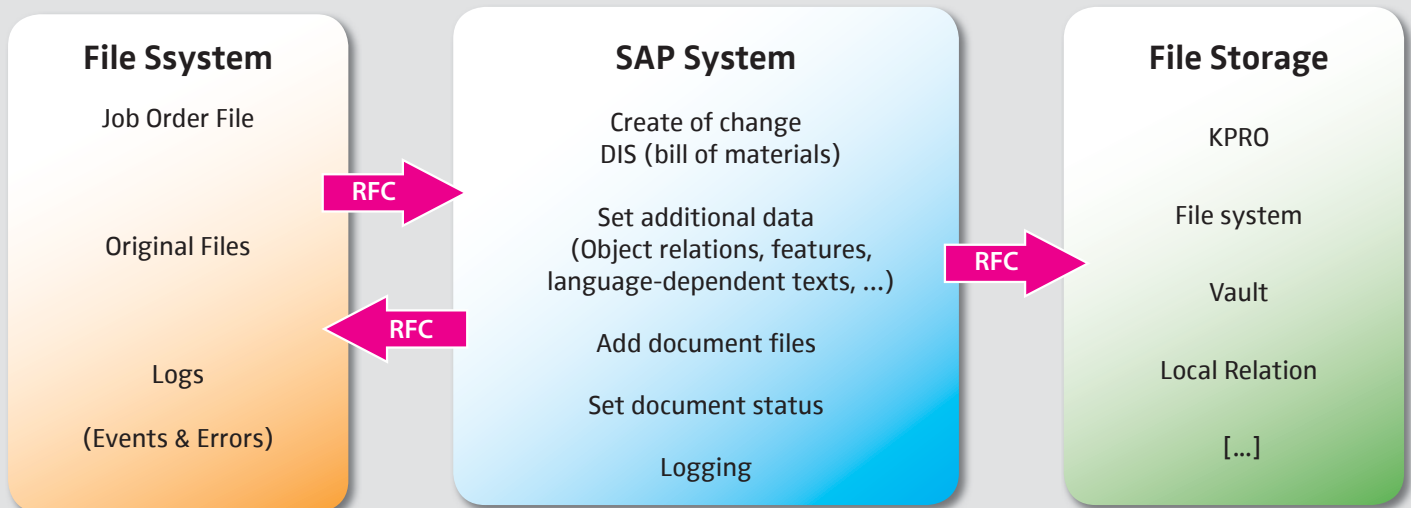 File Ssystem
Job Order File
Original Files
Logs
(Events & Errors)
RFC
RFC
SAP System
Create of change
DIS (bill of materials)
Set additional data
(Object relations, features,
language-dependent texts, ...)
Add document files
Set document status
Logging
RFC
File Storage
KPRO
File system
Vault
Local Relation
[...]